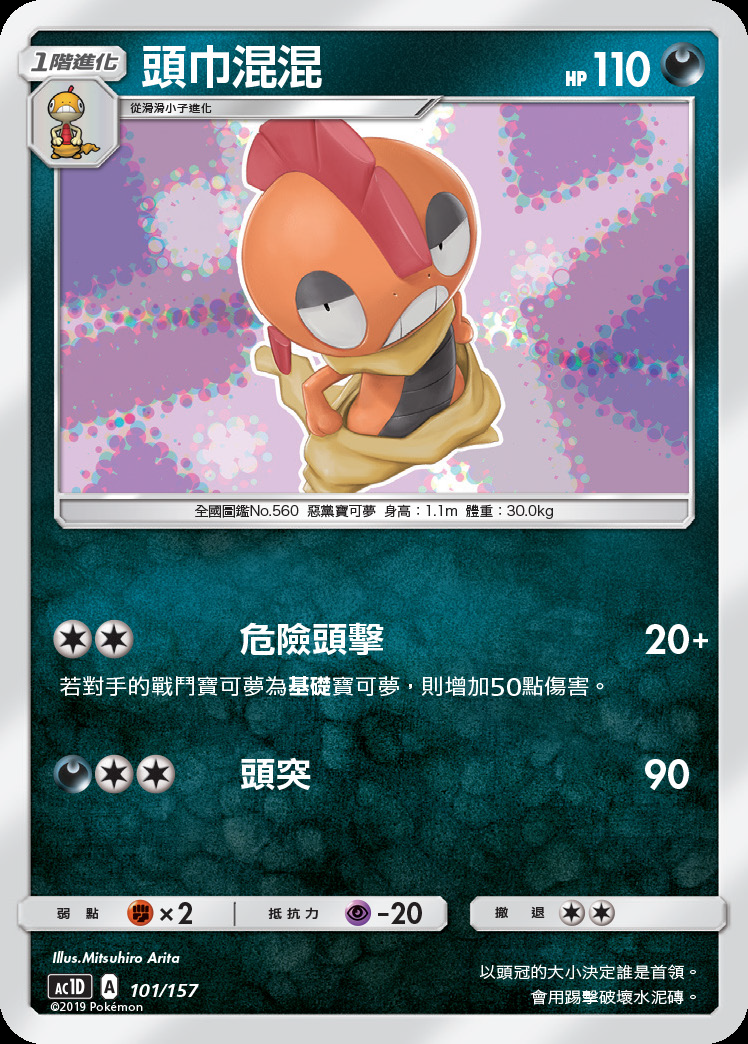 1階進化
頭巾混混
HP 110
從滑滑小子進化
全國圖鑑No.560 惡黨寶可夢 身高:1.1m 體重:30.0kg
危險頭擊 20+
若對手的戰鬥寶可夢為基礎寶可夢,則增加50點傷害。
頭突 90
弱點 ×2 抵抗力 -20 撤退
Illus.Mitsuhiro Arita
AC1D A 101/157
©2019 Pokémon
以頭冠的大小決定誰是首領。
會用踢擊破壞水泥磚。